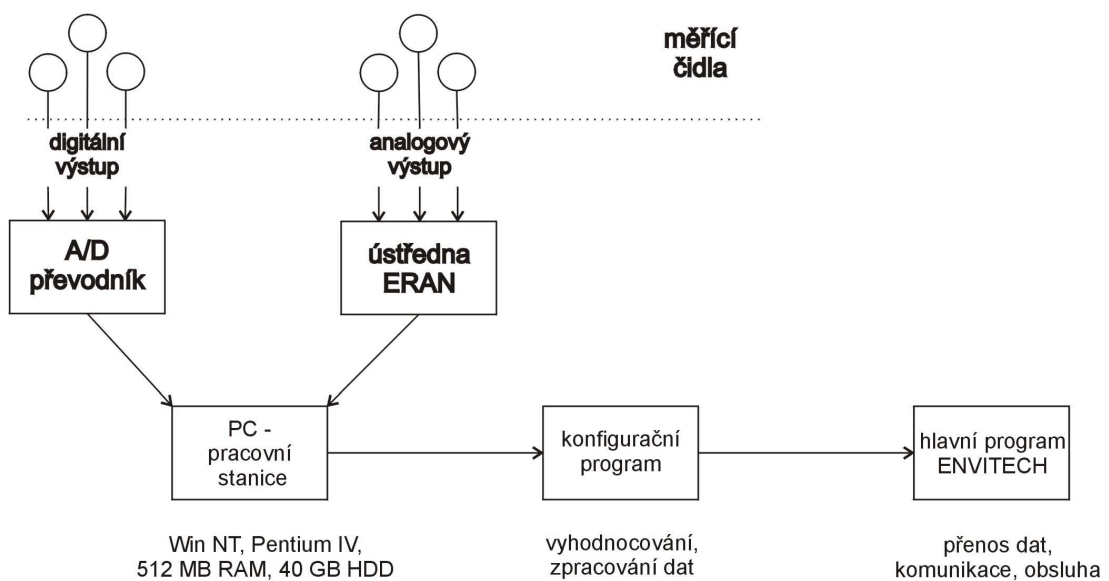 měřící
čidla
digitální
výstup
analogový
výstup
A/D
převodník
ústředna
ERAN
PC -
pracovní
stanice
konfigurační
program
hlavní program
ENVITECH
Win NT, Pentium IV,
512 MB RAM, 40 GB HDD
vyhodnocování,
zpracování dat
přenos dat,
komunikace, obsluha